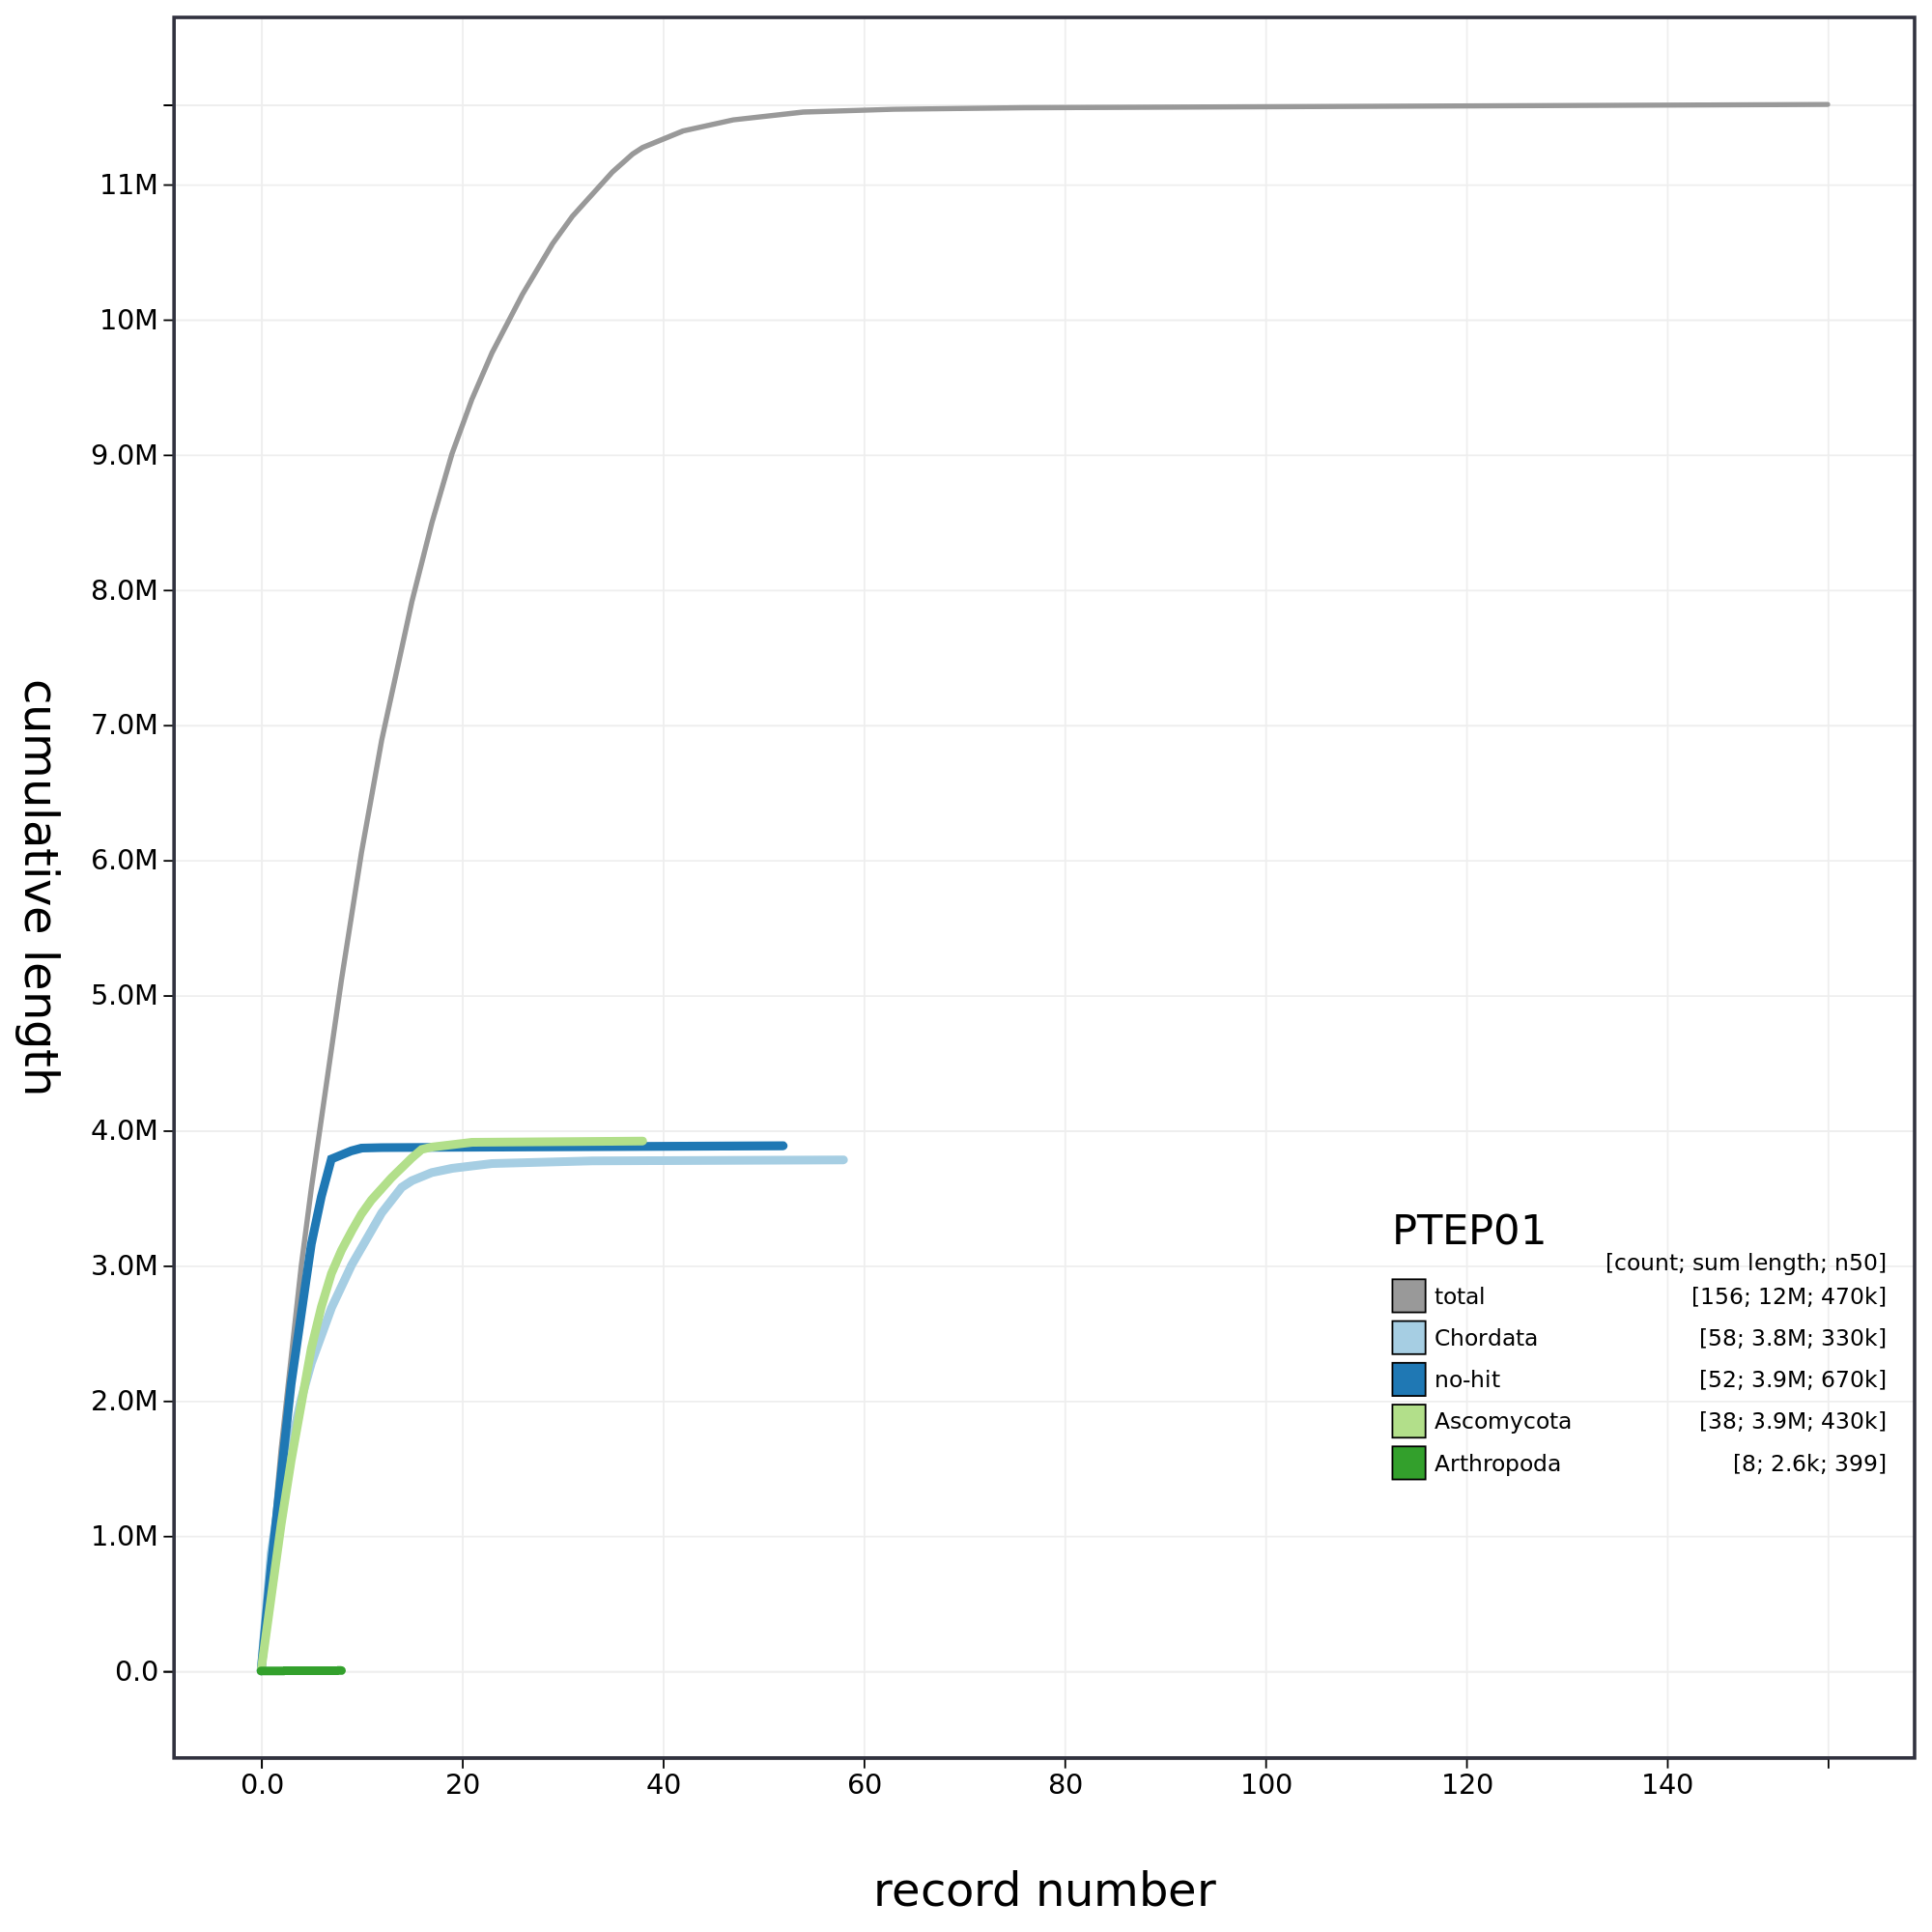 11M
10M
9.0M
8.0M
7.0M
6.0M
5.0M
4.0M
3.0M
2.0M
1.0M
0.0
cumulative length
PTEP01
[count; sum length; n50]
total [156; 12M; 470k]
Chordata [58; 3.8M; 330k]
no-hit [52; 3.9M; 670k]
Ascomycota [38; 3.9M; 430k]
Arthropoda [8; 2.6k; 399]
0.0 20 40 60 80 100 120 140
record number